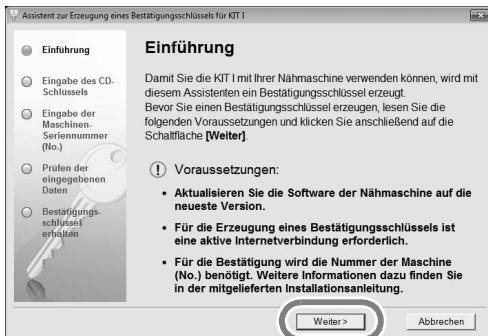 Assistent zur Erzeugung eines Bestätigungsschlüssels für KIT I
Einführung
Eingabe des CD-
Schlüssels
Eingabe der
Maschinen-
Seriennummer
(No.)
Prüfen der
eingegebenen
Daten
Bestätigungs-
schlüssel
erhalten
Einführung
Damit Sie die KIT I mit Ihrer Nähmaschine verwenden können, wird mit
diesem Assistenten ein Bestätigungsschlüssel erzeugt.
Bevor Sie einen Bestätigungsschlüssel erzeugen, lesen Sie die
folgenden Voraussetzungen und klicken Sie anschließend auf die
Schaltfläche [Weiter].
Voraussetzungen:
• Aktualisieren Sie die Software der Nähmaschine auf die
neueste Version.
• Für die Erzeugung eines Bestätigungsschlüssels ist
eine aktive Internetverbindung erforderlich.
• Für die Bestätigung wird die Nummer der Maschine
(No.) benötigt. Weitere Informationen dazu finden Sie
in der mitgelieferten Installationsanleitung.
Weiter >
Abbrechen